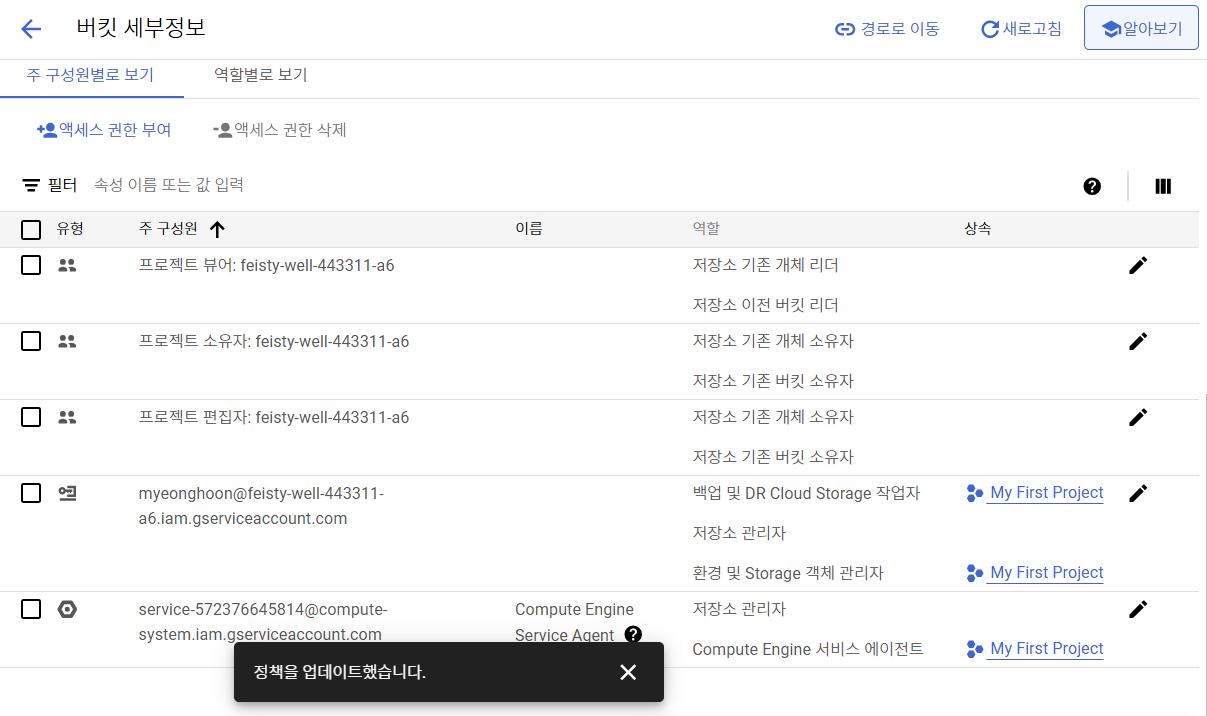 버킷 세부정보
경로로 이동
새로고침
알아보기
주 구성원별로 보기
역할별로 보기
액세스 권한 부여
액세스 권한 삭제
필터
속성 이름 또는 값 입력
유형
주 구성원
이름
역할
상속
프로젝트 뷰어: feisty-well-443311-a6
저장소 기존 개체 리더
저장소 이전 버킷 리더
프로젝트 소유자: feisty-well-443311-a6
저장소 기존 개체 소유자
저장소 기존 버킷 소유자
프로젝트 편집자: feisty-well-443311-a6
저장소 기존 개체 소유자
저장소 기존 버킷 소유자
myeonghoon@feisty-well-443311-
a6.iam.gserviceaccount.com
백업 및 DR Cloud Storage 작업자
My First Project
저장소 관리자
환경 및 Storage 객체 관리자
My First Project
service-572376645814@compute-
system.iam.gserviceaccount.com
Compute Engine
Service Agent
저장소 관리자
Compute Engine 서비스 에이전트
My First Project
정책을 업데이트했습니다.